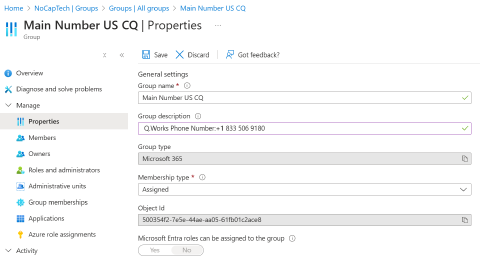 Home > NoCapTech | Groups > Groups | All groups > Main Number US CQ
Main Number US CQ | Properties ...
Group
Save Discard Got feedback?
Overview
Diagnose and solve problems
Manage
Properties
Members
Owners
Roles and administrators
Administrative units
Group memberships
Applications
Azure role assignments
Activity
General settings
Group name *
Main Number US CQ
Group description
Q.Works Phone Number:+1 833 506 9180
Group type
Microsoft 365
Membership type *
Assigned
Object Id
500354f2-7e5e-44ae-aa05-61fb01c2ace8
Microsoft Entra roles can be assigned to the group
Yes No